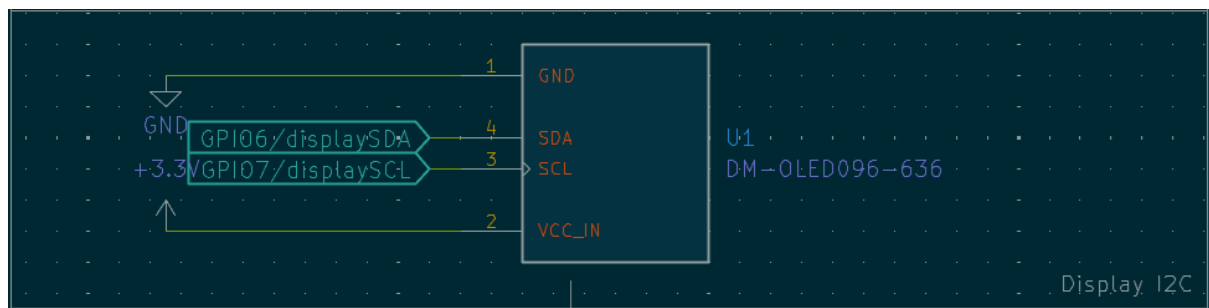 1 GND
GND
GPIO6/displaySDA 4 SDA U1
+3.3V GPIO7/displaySCL 3 SCL DM-OLED096-636
2 VCC_IN
Display I2C